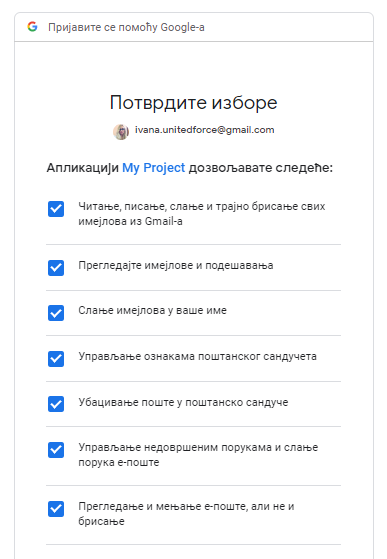 Пријавите се помоћу Google-а
Потврдите изборе
ivana.unitedforce@gmail.com
Апликацији My Project дозвољавате следеће:
Читање, писање, слање и трајно брисање свих
имејлова из Gmail-а
Прегледајте имејлове и подешавања
Слање имејлова у ваше име
Управљање ознакама поштанског сандучета
Убацивање поште у поштанско сандуче
Управљање недовршеним порукама и слање
порука е-поште
Прегледање и мењање е-поште, али не и
брисање